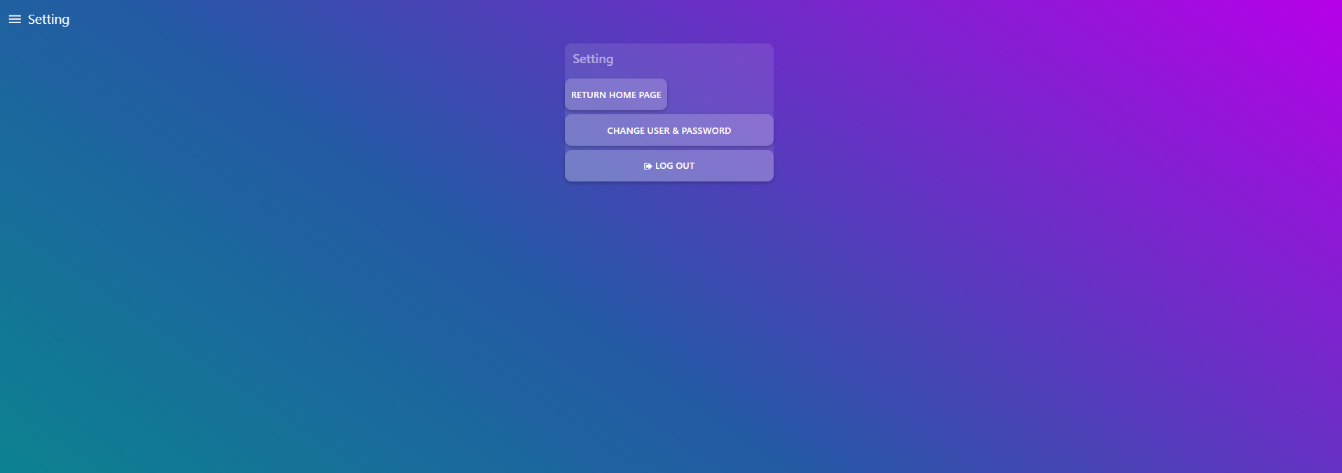 Setting
Setting
RETURN HOME PAGE
CHANGE USER & PASSWORD
LOG OUT